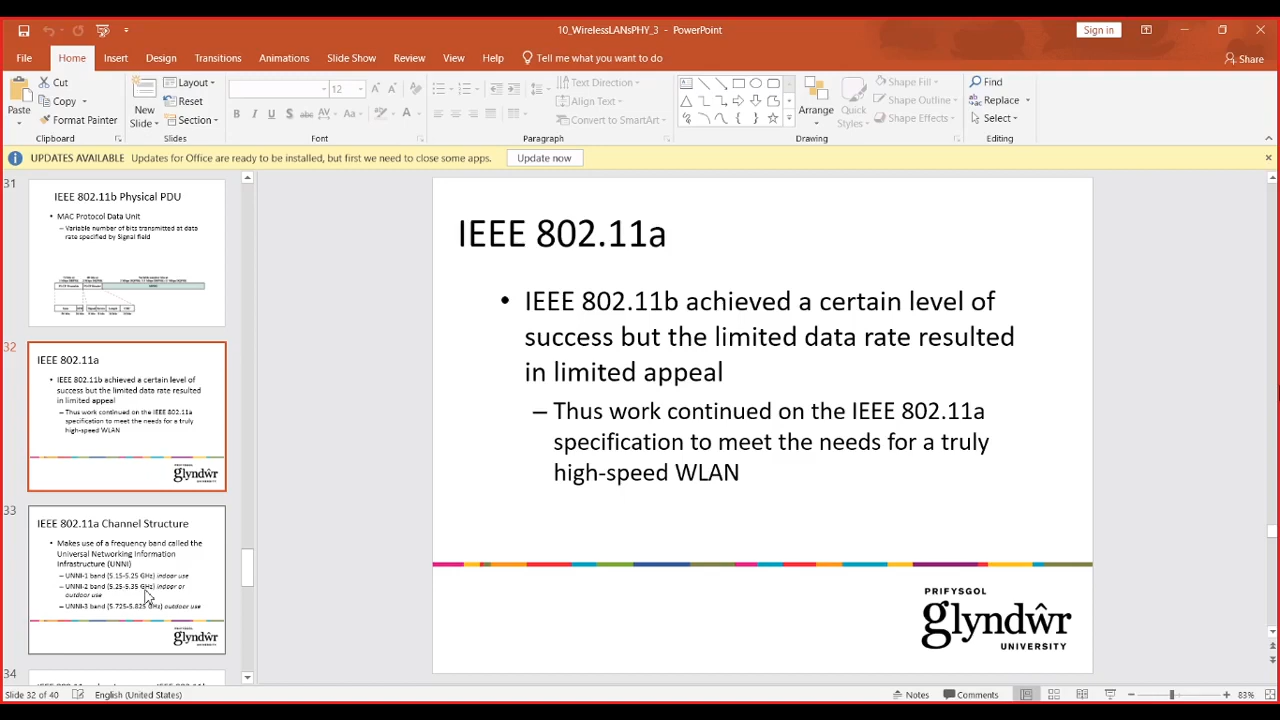 10_WirelessLANsPHY_3 - PowerPoint
Sign in
File Home Insert Design Transitions Animations Slide Show Review View Help Tell me what you want to do
Share
Paste
Cut
Copy
Format Painter
Clipboard
New Slide
Layout
Reset
Section
Slides
12
Font
Text Direction
Align Text
Convert to SmartArt
Paragraph
Arrange
Quick Styles
Shape Fill
Shape Outline
Shape Effects
Drawing
Find
Replace
Select
Editing
UPDATES AVAILABLE Updates for Office are ready to be installed, but first we need to close some apps. Update now
31
IEEE 802.11b Physical PDU
• MAC Protocol Data Unit
– Variable number of bits transmitted at data
rate specified by Signal field
32
IEEE 802.11a
• IEEE 802.11b achieved a certain level of
success but the limited data rate resulted
in limited appeal
– Thus work continued on the IEEE 802.11a
specification to meet the needs for a truly
high-speed WLAN
PRIFYSGOL
glyndŵr
UNIVERSITY
33
IEEE 802.11a Channel Structure
• Makes use of a frequency band called the
Universal Networking Information
Infrastructure (UNNI)
– UNNI-1 band (5.15-5.25 GHz) indoor use
– UNNI-2 band (5.25-5.35 GHz) indoor or
outdoor use
– UNNI-3 band (5.725-5.825 GHz) outdoor use
PRIFYSGOL
glyndŵr
UNIVERSITY
34
IEEE 802.11a
• IEEE 802.11b achieved a certain level of
success but the limited data rate resulted
in limited appeal
– Thus work continued on the IEEE 802.11a
specification to meet the needs for a truly
high-speed WLAN
PRIFYSGOL
glyndŵr
UNIVERSITY
Slide 32 of 40 English (United States) Notes Comments 83%